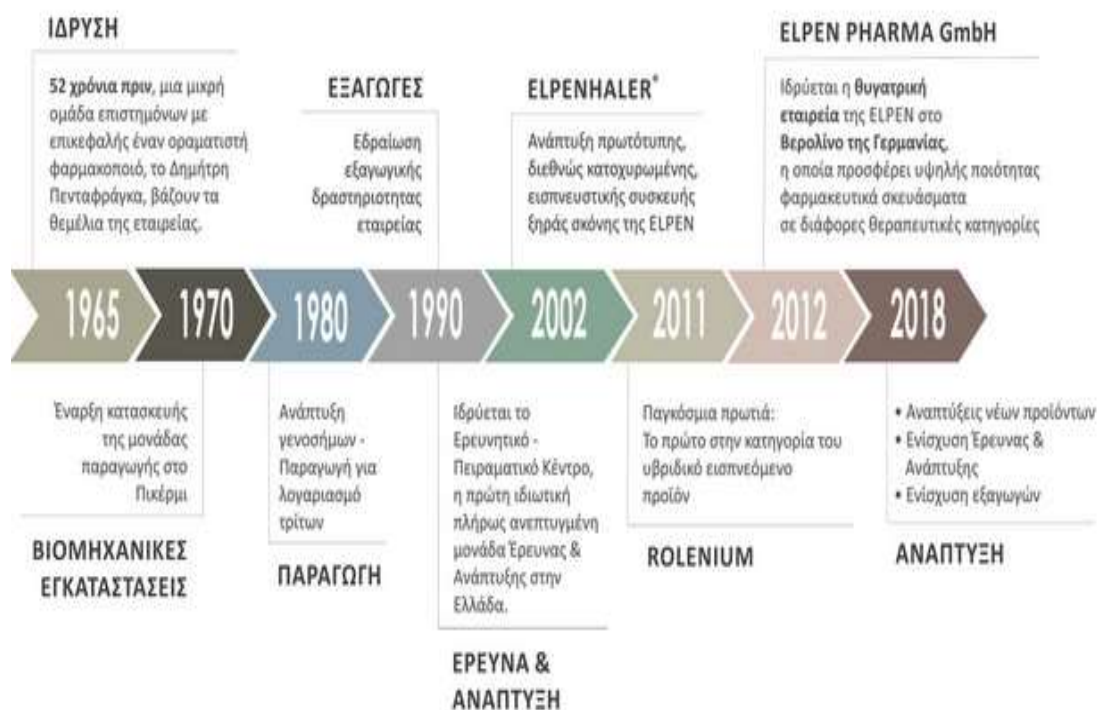 ΙΔΡΥΣΗ
52 χρόνια πριν, μια μικρή
ομάδα επιστημόνων με
επικεφαλής έναν οραματιστή
φαρμακοποιό, το Δημήτρη
Πενταφράγκα, βάζουν τα
θεμέλια της εταιρείας.
ΕΞΑΓΩΓΕΣ
Εδραίωση
εξαγωγικής
δραστηριοτητας
εταιρείας
ELPENHALER®
Ανάπτυξη πρωτότυπης,
διεθνώς κατοχυρωμένης,
εισπνευστικής συσκευής
ξηράς σκόνης της ELPEN
ELPEN PHARMA GmbH
Ιδρύεται η θυγατρική
εταιρεία της ELPEN στο
Βερολίνο της Γερμανίας,
η οποία προσφέρει υψηλής ποιότητας
φαρμακευτικά σκευάσματα
σε διάφορες θεραπευτικές κατηγορίες
1965
1970
1980
1990
2002
2011
2012
2018
Έναρξη κατασκευής
της μονάδας
παραγωγής στο
Πικέρμι
ΒΙΟΜΗΧΑΝΙΚΕΣ
ΕΓΚΑΤΑΣΤΑΣΕΙΣ
Ανάπτυξη
γενοσήμων -
Παραγωγή για
λογαριασμό
τρίτων
ΠΑΡΑΓΩΓΗ
Ιδρύεται το
Ερευνητικό -
Πειραματικό Κέντρο,
η πρώτη ιδιωτική
πλήρως ανεπτυγμένη
μονάδα Έρευνας &
Ανάπτυξης στην
Ελλάδα.
ΕΡΕΥΝΑ &
ΑΝΑΠΤΥΞΗ
Παγκόσμια πρωτιά:
Το πρώτο στην κατηγορία του
υβριδικό εισπνεόμενο
προϊόν
ROLENIUM
• Αναπτύξεις νέων προϊόντων
• Ενίσχυση Έρευνας &
Ανάπτυξης
• Ενίσχυση εξαγωγών
ΑΝΑΠΤΥΞΗ